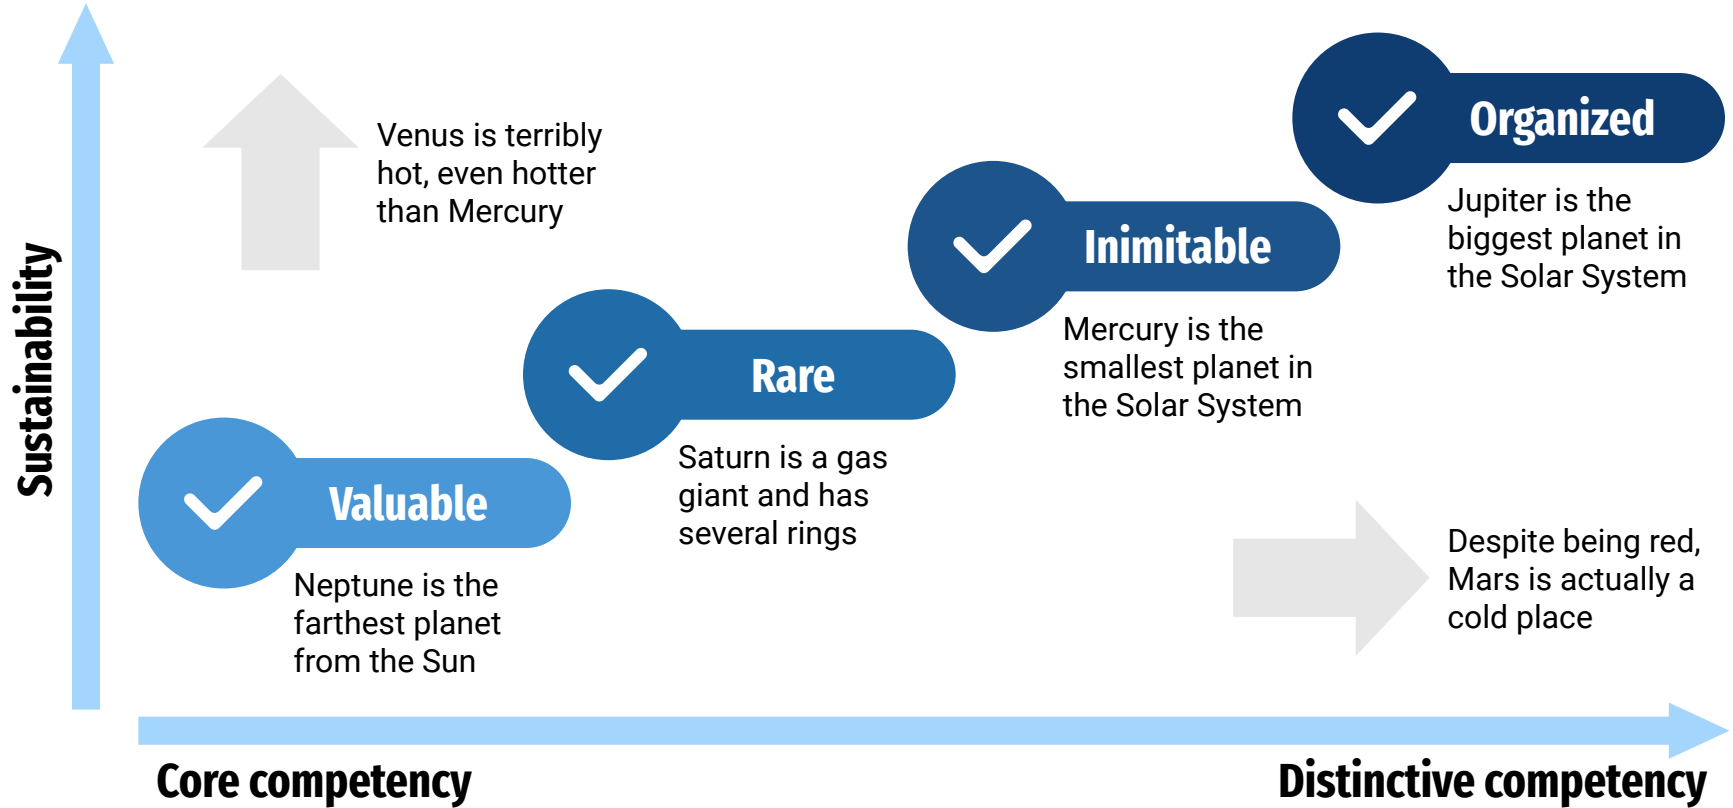 Sustainability
Venus is terribly
hot, even hotter
than Mercury
Valuable
Neptune is the
farthest planet
from the Sun
Rare
Saturn is a gas
giant and has
several rings
Inimitable
Mercury is the
smallest planet in
the Solar System
Organized
Jupiter is the
biggest planet in
the Solar System
Despite being red,
Mars is actually a
cold place
Core competency
Distinctive competency